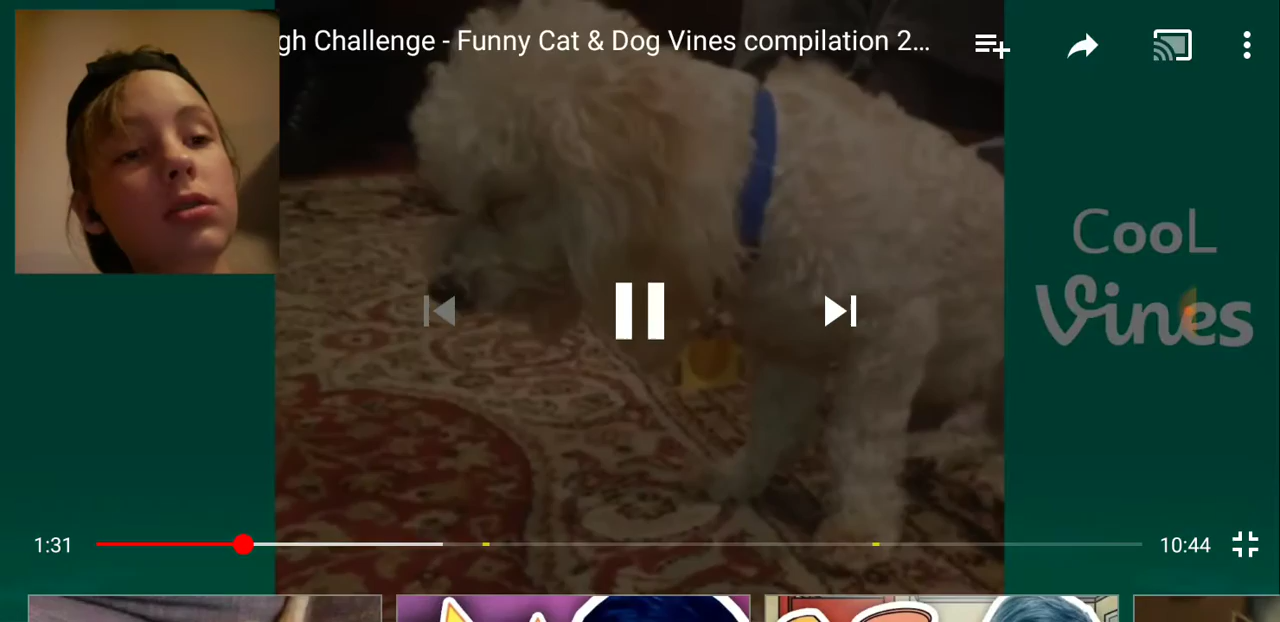 gh Challenge - Funny Cat & Dog Vines compilation 2...
CooL
Vines
1:31
10:44